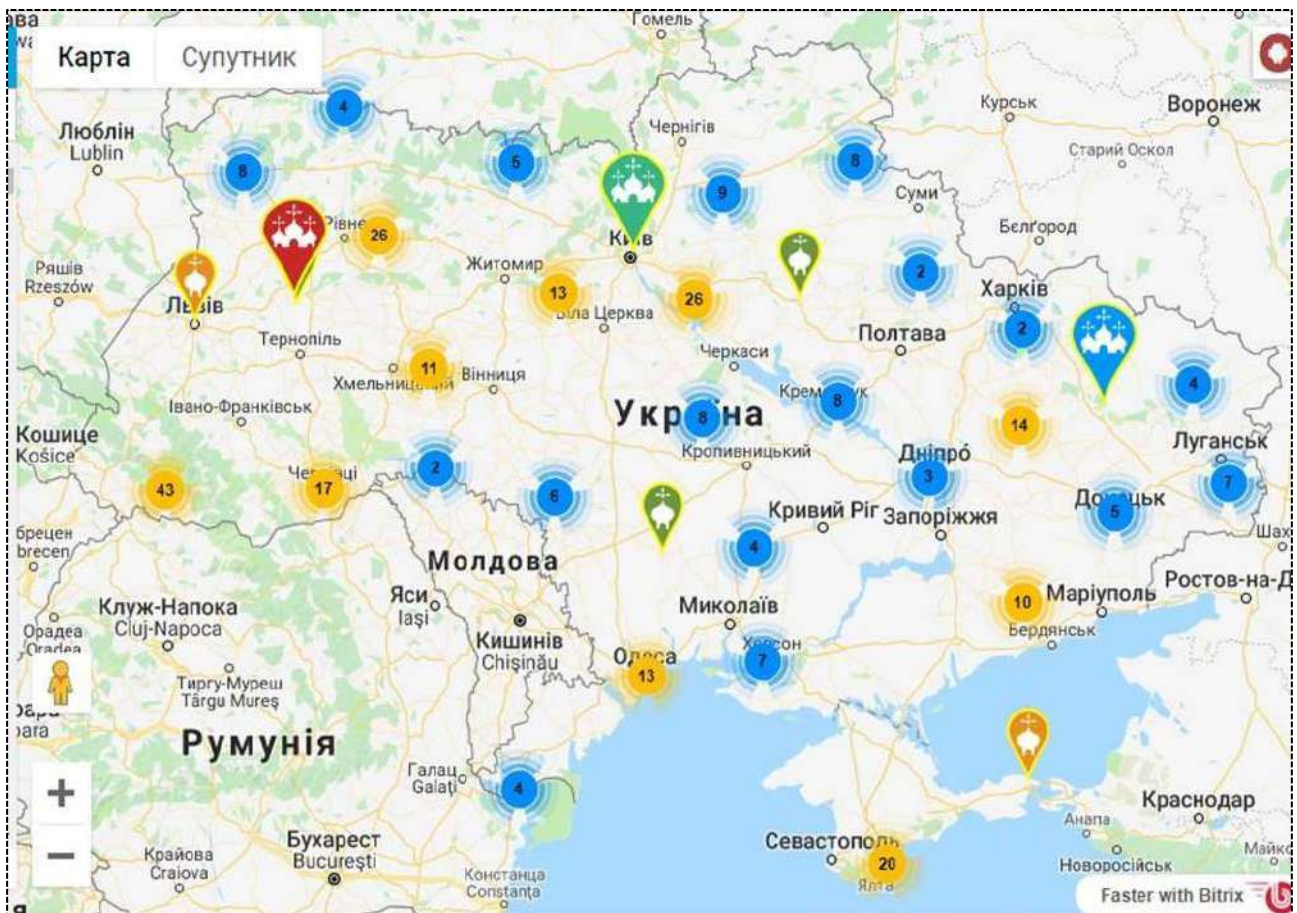 Гомель
Карта
Супутник
Курськ
Воронеж
Люблін
Lublin
Чернігів
Старий Оскол
4
5
8
8
9
Суми
Рівне
26
Бєлґород
Київ
Ряшів
Rzeszów
Житомир
2
13
26
Харків
Львів
Біла Церква
2
Тернопіль
Полтава
Черкаси
11
Хмельницький
Вінниця
4
Кременчук
8
Івано-Франківськ
Україна
8
14
Кошице
Košice
Луганськ
Кропивницький
Дніпро́
2
3
43
Чернівці
17
7
6
Донецьк
5
Кривий Ріг
Запоріжжя
брецен
brecen
Шах
4
Молдова
Ростов-на-Д
Яси
Iași
Маріуполь
10
Клуж-Напока
Cluj-Napoca
Миколаїв
Орадеа
Oradea
Кишинів
Chișinău
Бердянськ
Херсон
7
Одеса
13
Тиргу-Муреш
Târgu Mureș
Румунія
Галац
Galați
4
+
−
Краснодар
Анапа
Бухарест
București
Севастополь
20
Ялта
Крайова
Craiova
Новоросійськ
Майко
Констанца
Constanța
Faster with Bitrix